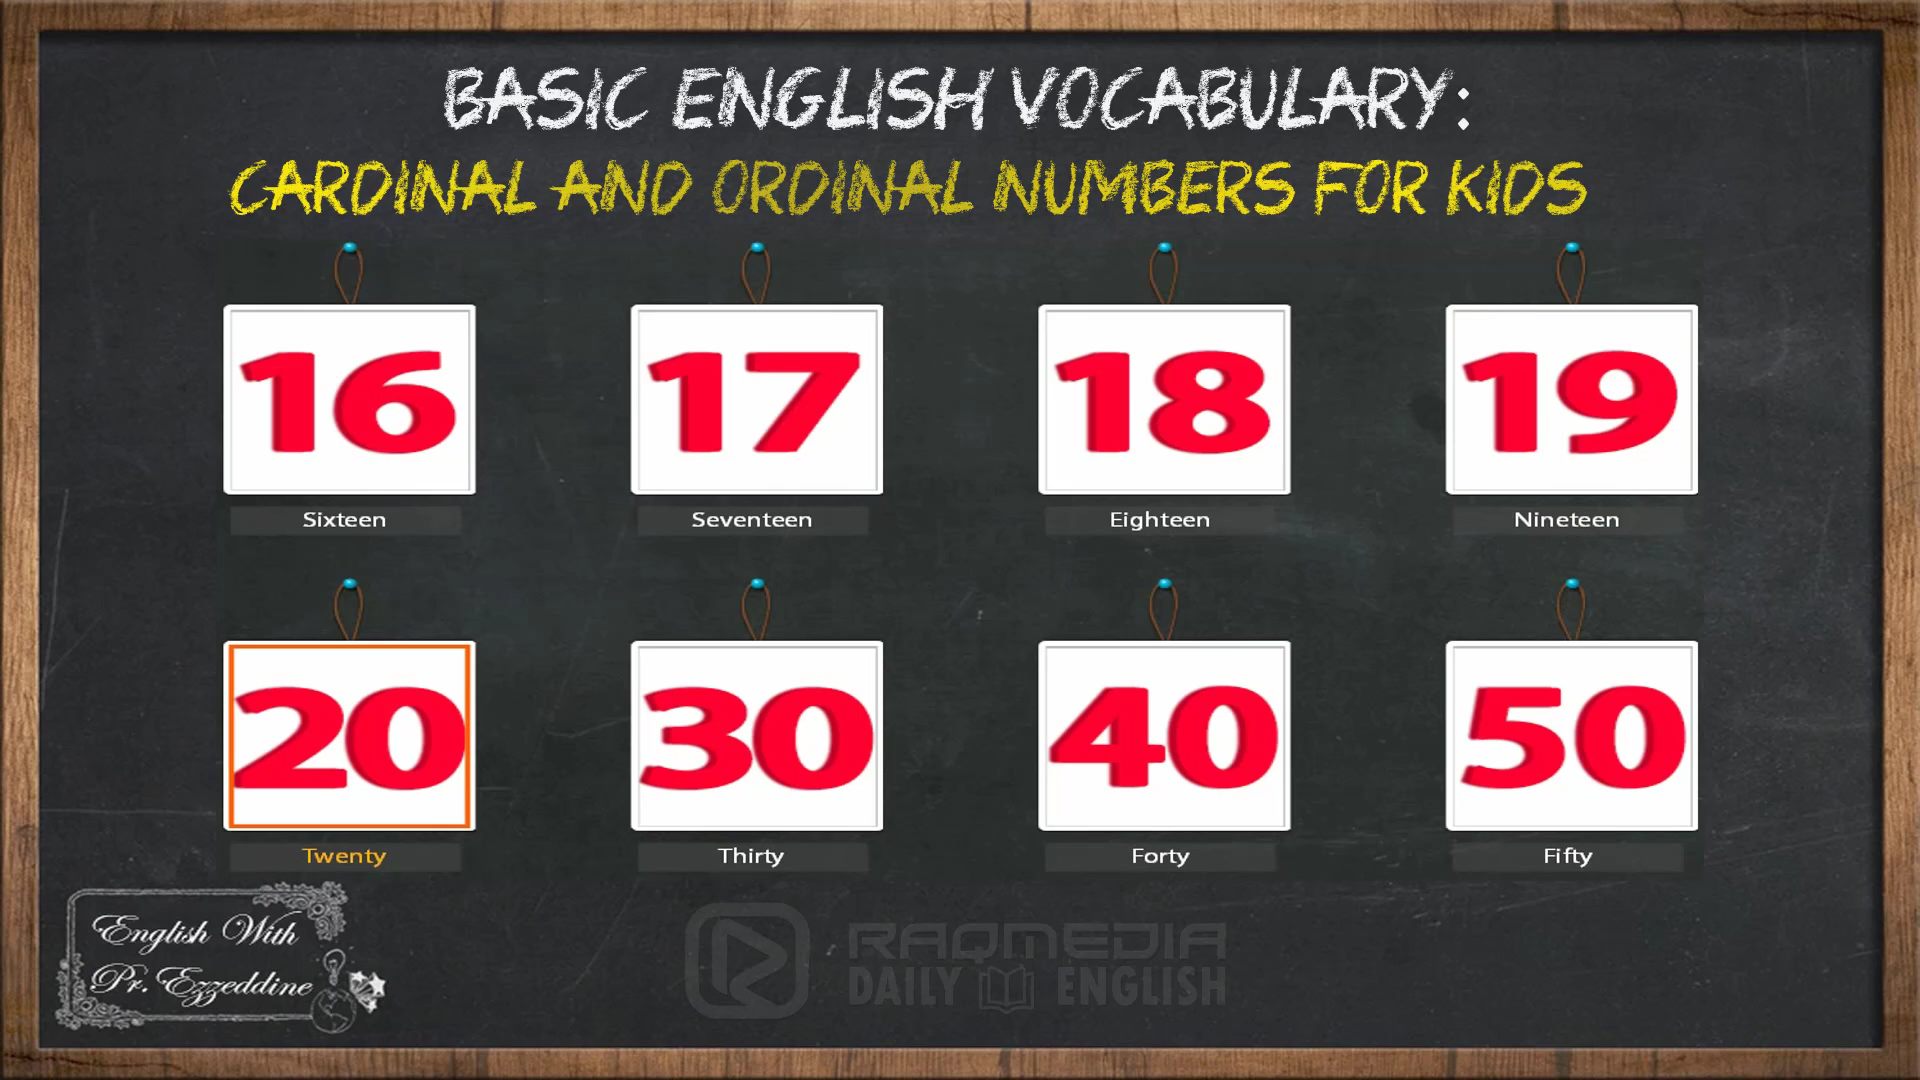 BASIC ENGLISH VOCABULARY:
CARDINAL AND ORDINAL NUMBERS FOR KIDS
16 17 18 19
Sixteen Seventeen Eighteen Nineteen
20 30 40 50
Twenty Thirty Forty Fifty
English With
Pr. Ezzeddine
RAQMEDIA
DAILY ENGLISH